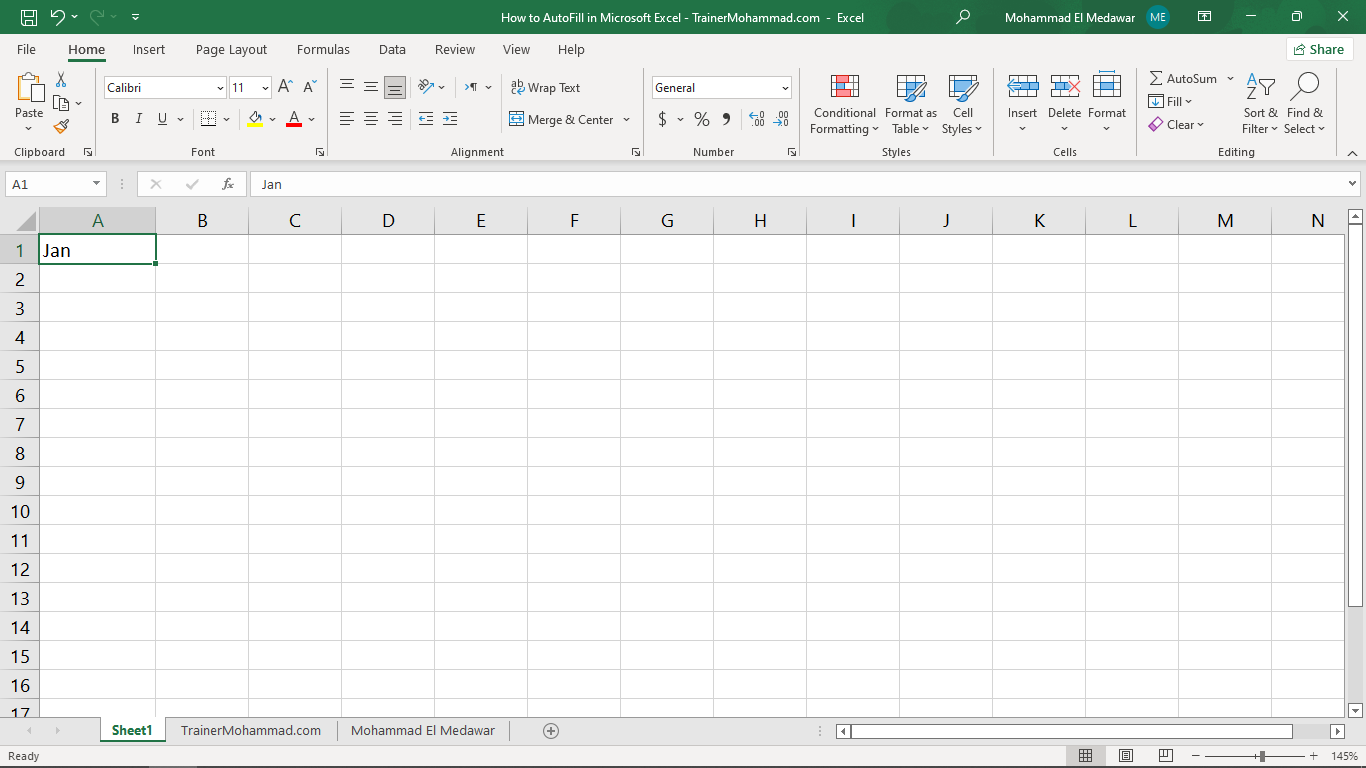 How to AutoFill in Microsoft Excel - TrainerMohammad.com - Excel
Mohammad El Medawar ME
File Home Insert Page Layout Formulas Data Review View Help
Share
Paste
Clipboard
Calibri 11
A A
B I U A
Font
ab Wrap Text
Merge & Center
Alignment
General
$ % 9 .00 .00
Number
Conditional Formatting
Format as Table
Cell Styles
Styles
Insert Delete Format
Cells
AutoSum
Fill
Clear
Sort & Filter
Find & Select
Editing
A1 fx Jan
A B C D E F G H I J K L M N
1 Jan
2
3
4
5
6
7
8
9
10
11
12
13
14
15
16
17
Sheet1 TrainerMohammad.com Mohammad El Medawar
Ready
145%